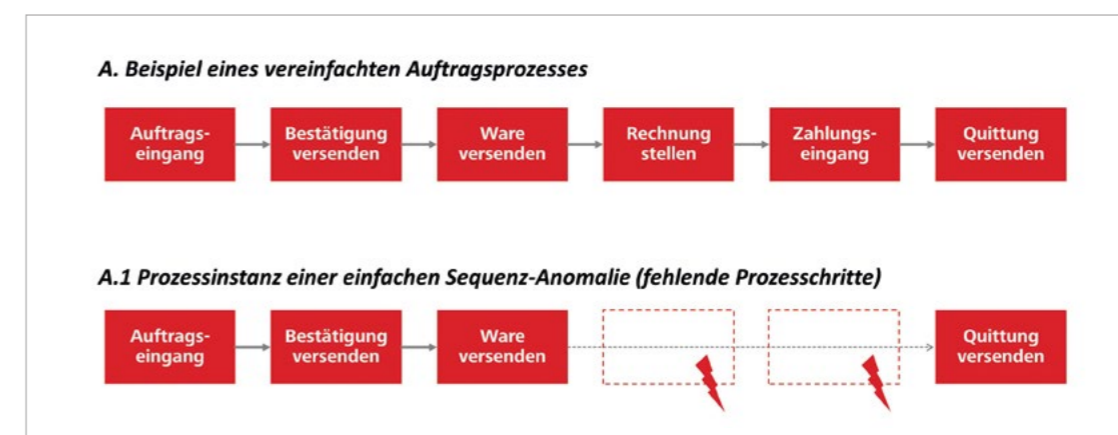 A. Beispiel eines vereinfachten Auftragsprozesses
Auftrags-
eingang
Bestätigung
versenden
Ware
versenden
Rechnung
stellen
Zahlungs-
eingang
Quittung
versenden
A.1 Prozessinstanz einer einfachen Sequenz-Anomalie (fehlende Prozesschritte)
Auftrags-
eingang
Bestätigung
versenden
Ware
versenden
Quittung
versenden